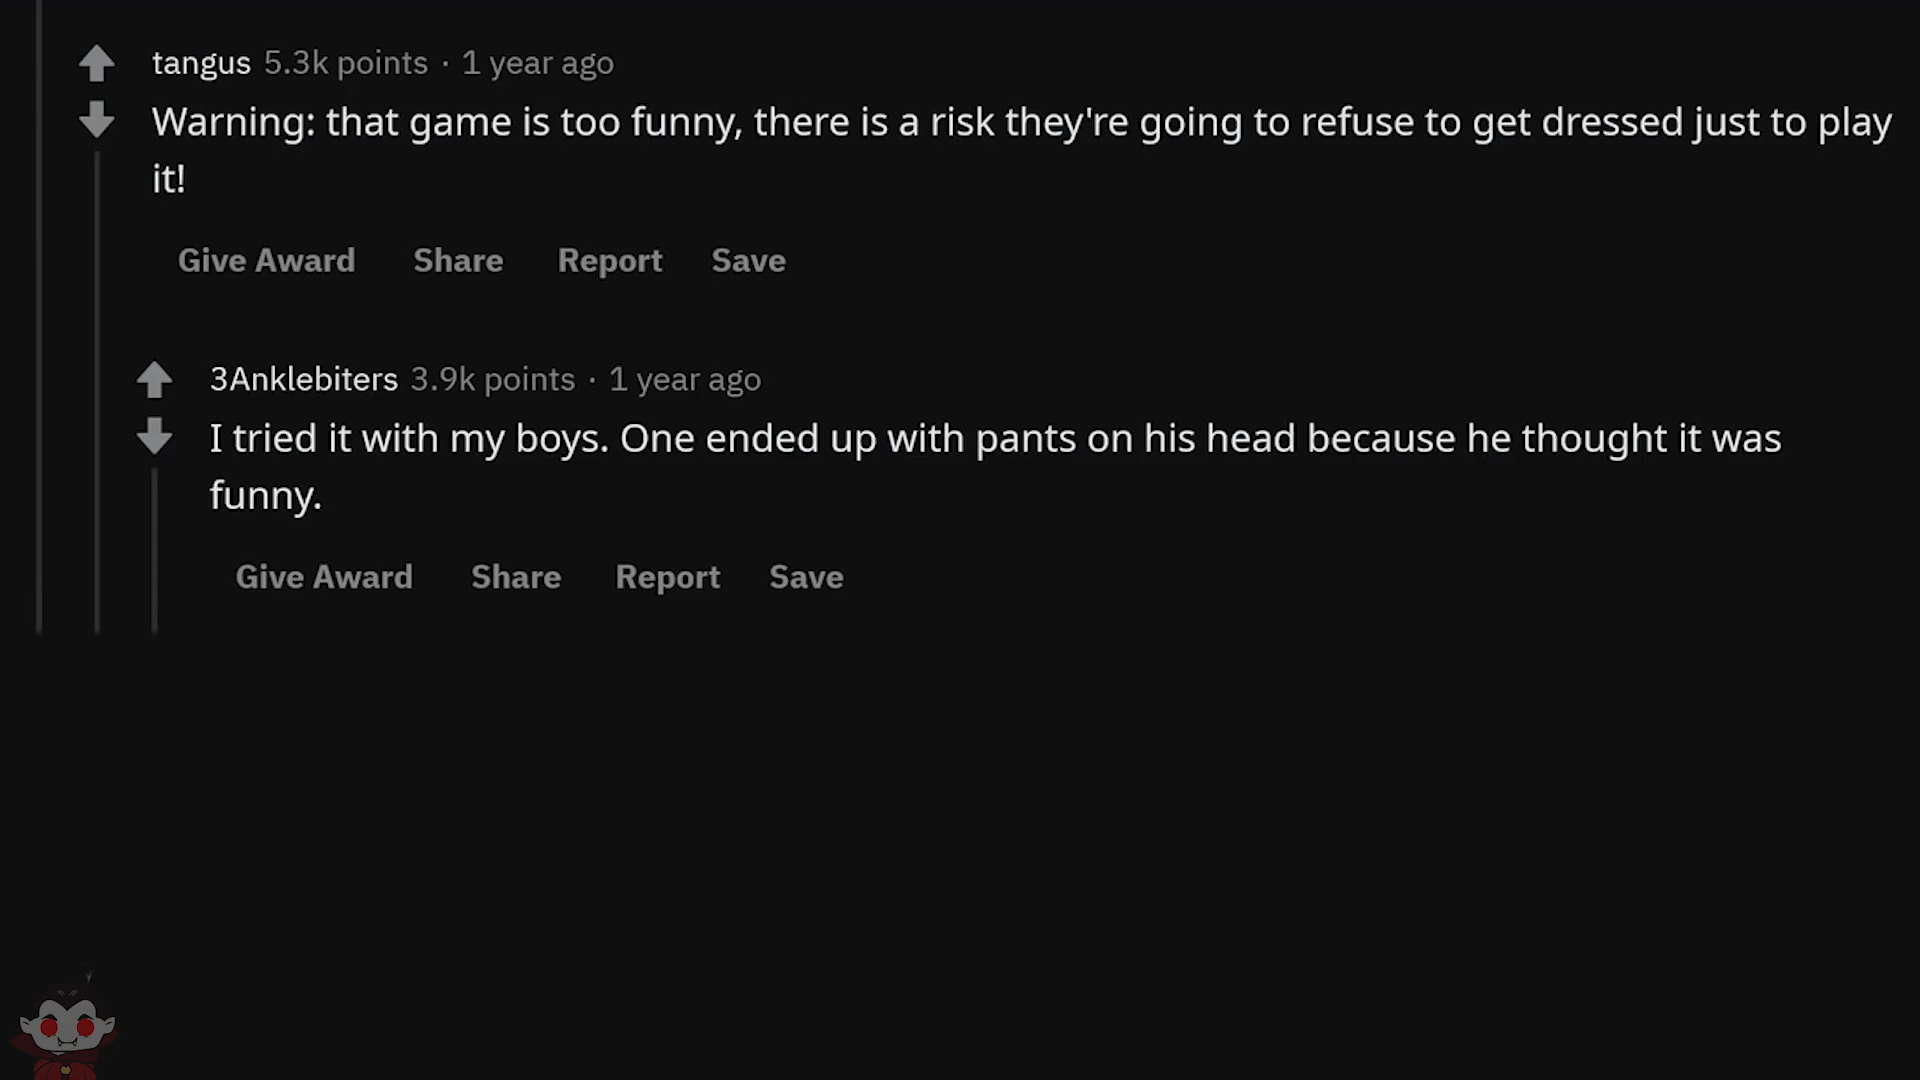 tangus 5.3k points · 1 year ago
Warning: that game is too funny, there is a risk they're going to refuse to get dressed just to play
it!
Give Award Share Report Save
3Anklebiters 3.9k points · 1 year ago
I tried it with my boys. One ended up with pants on his head because he thought it was
funny.
Give Award Share Report Save